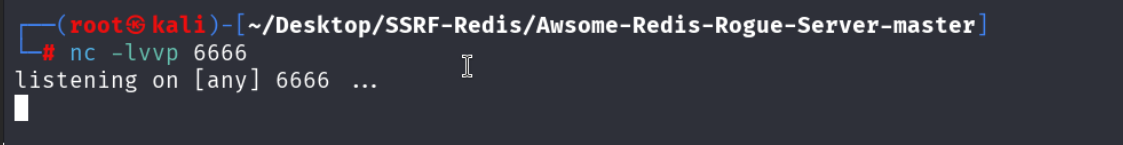 ┌──(root㉿kali)-[~/Desktop/SSRF-Redis/Awsome-Redis-Rogue-Server-master]
└─# nc -lvvp 6666
listening on [any] 6666 ...